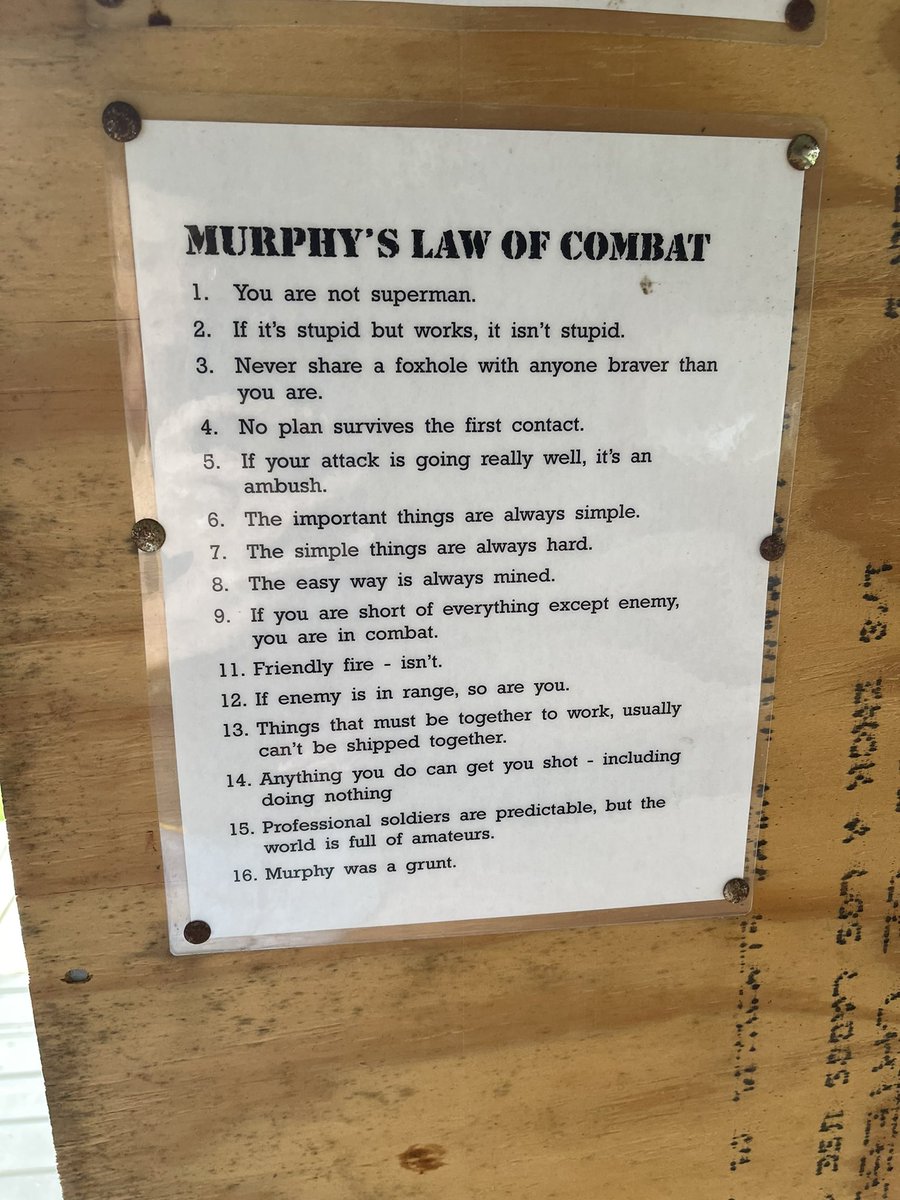 MURPHY'S LAW OF COMBAT
1. You are not superman.
2. If it's stupid but works, it isn't stupid.
3. Never share a foxhole with anyone braver than
you are.
4. No plan survives the first contact.
5. If your attack is going really well, it's an
ambush.
6. The important things are always simple.
7. The simple things are always hard.
8. The easy way is always mined.
9. If you are short of everything except enemy,
you are in combat.
11. Friendly fire - isn't.
12. If enemy is in range, so are you.
13. Things that must be together to work, usually
can't be shipped together.
14. Anything you do can get you shot - including
doing nothing
15. Professional soldiers are predictable, but the
world is full of amateurs.
16. Murphy was a grunt.